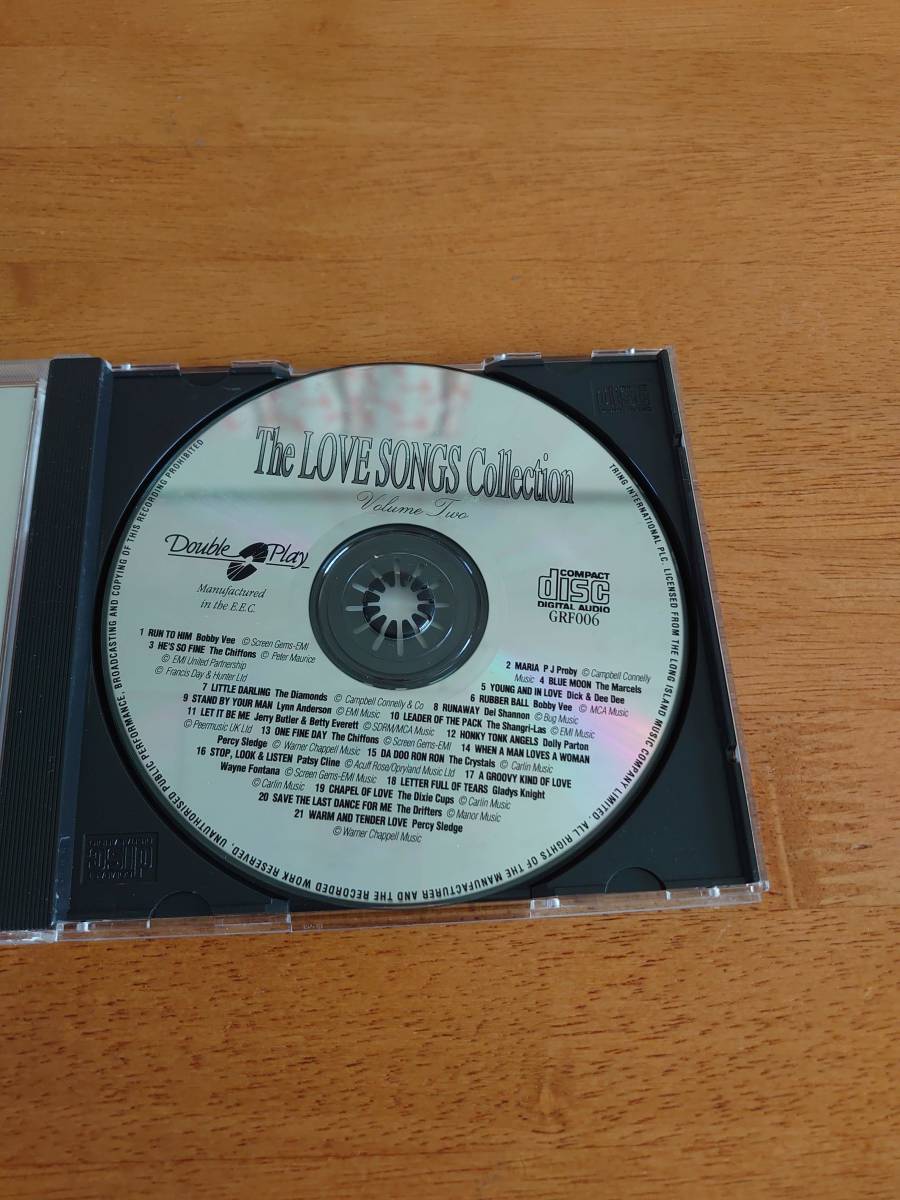 The LOVE SONGS Collection
Volume Two
Double Play
Manufactured
in the E.E.C.
COMPACT
disc
DIGITAL AUDIO
GRF006
1 RUN TO HIM Bobby Vee © Screen Gems-EMI
2 MARIA P J Proby © Campbell Connelly
Music
3 HE'S SO FINE The Chiffons © Peter Maurice
4 BLUE MOON The Marcels
© EMI United Partnership
5 YOUNG AND IN LOVE Dick & Dee Dee
© Francis Day & Hunter Ltd
6 RUBBER BALL Bobby Vee © MCA Music
7 LITTLE DARLING The Diamonds © Campbell Connelly & Co
8 RUNAWAY Del Shannon © Bug Music
9 STAND BY YOUR MAN Lynn Anderson © EMI Music
10 LEADER OF THE PACK The Shangri-Las © EMI Music
11 LET IT BE ME Jerry Butler & Betty Everett © SDRM/MCA Music
12 HONKY TONK ANGELS Dolly Parton
© Peermusic UK Ltd
13 ONE FINE DAY The Chiffons © Screen Gems-EMI
14 WHEN A MAN LOVES A WOMAN
Percy Sledge © Warner Chappell Music
15 DA DOO RON RON The Crystals © Carlin Music
16 STOP, LOOK & LISTEN Patsy Cline © Acuff Rose/Opryland Music Ltd
17 A GROOVY KIND OF LOVE
Wayne Fontana © Screen Gems-EMI Music
18 LETTER FULL OF TEARS Gladys Knight
© Carlin Music
19 CHAPEL OF LOVE The Dixie Cups © Carlin Music
20 SAVE THE LAST DANCE FOR ME The Drifters © Manor Music
21 WARM AND TENDER LOVE Percy Sledge
© Warner Chappell Music
TRING INTERNATIONAL PLC. LICENSED FROM THE LONG ISLAND MUSIC COMPANY LIMITED. ALL RIGHTS OF THE MANUFACTURER AND THE RECORDED WORK RESERVED. UNAUTHORISED PUBLIC PERFORMANCE, BROADCASTING AND COPYING OF THIS RECORDING PROHIBITED
disc
disc